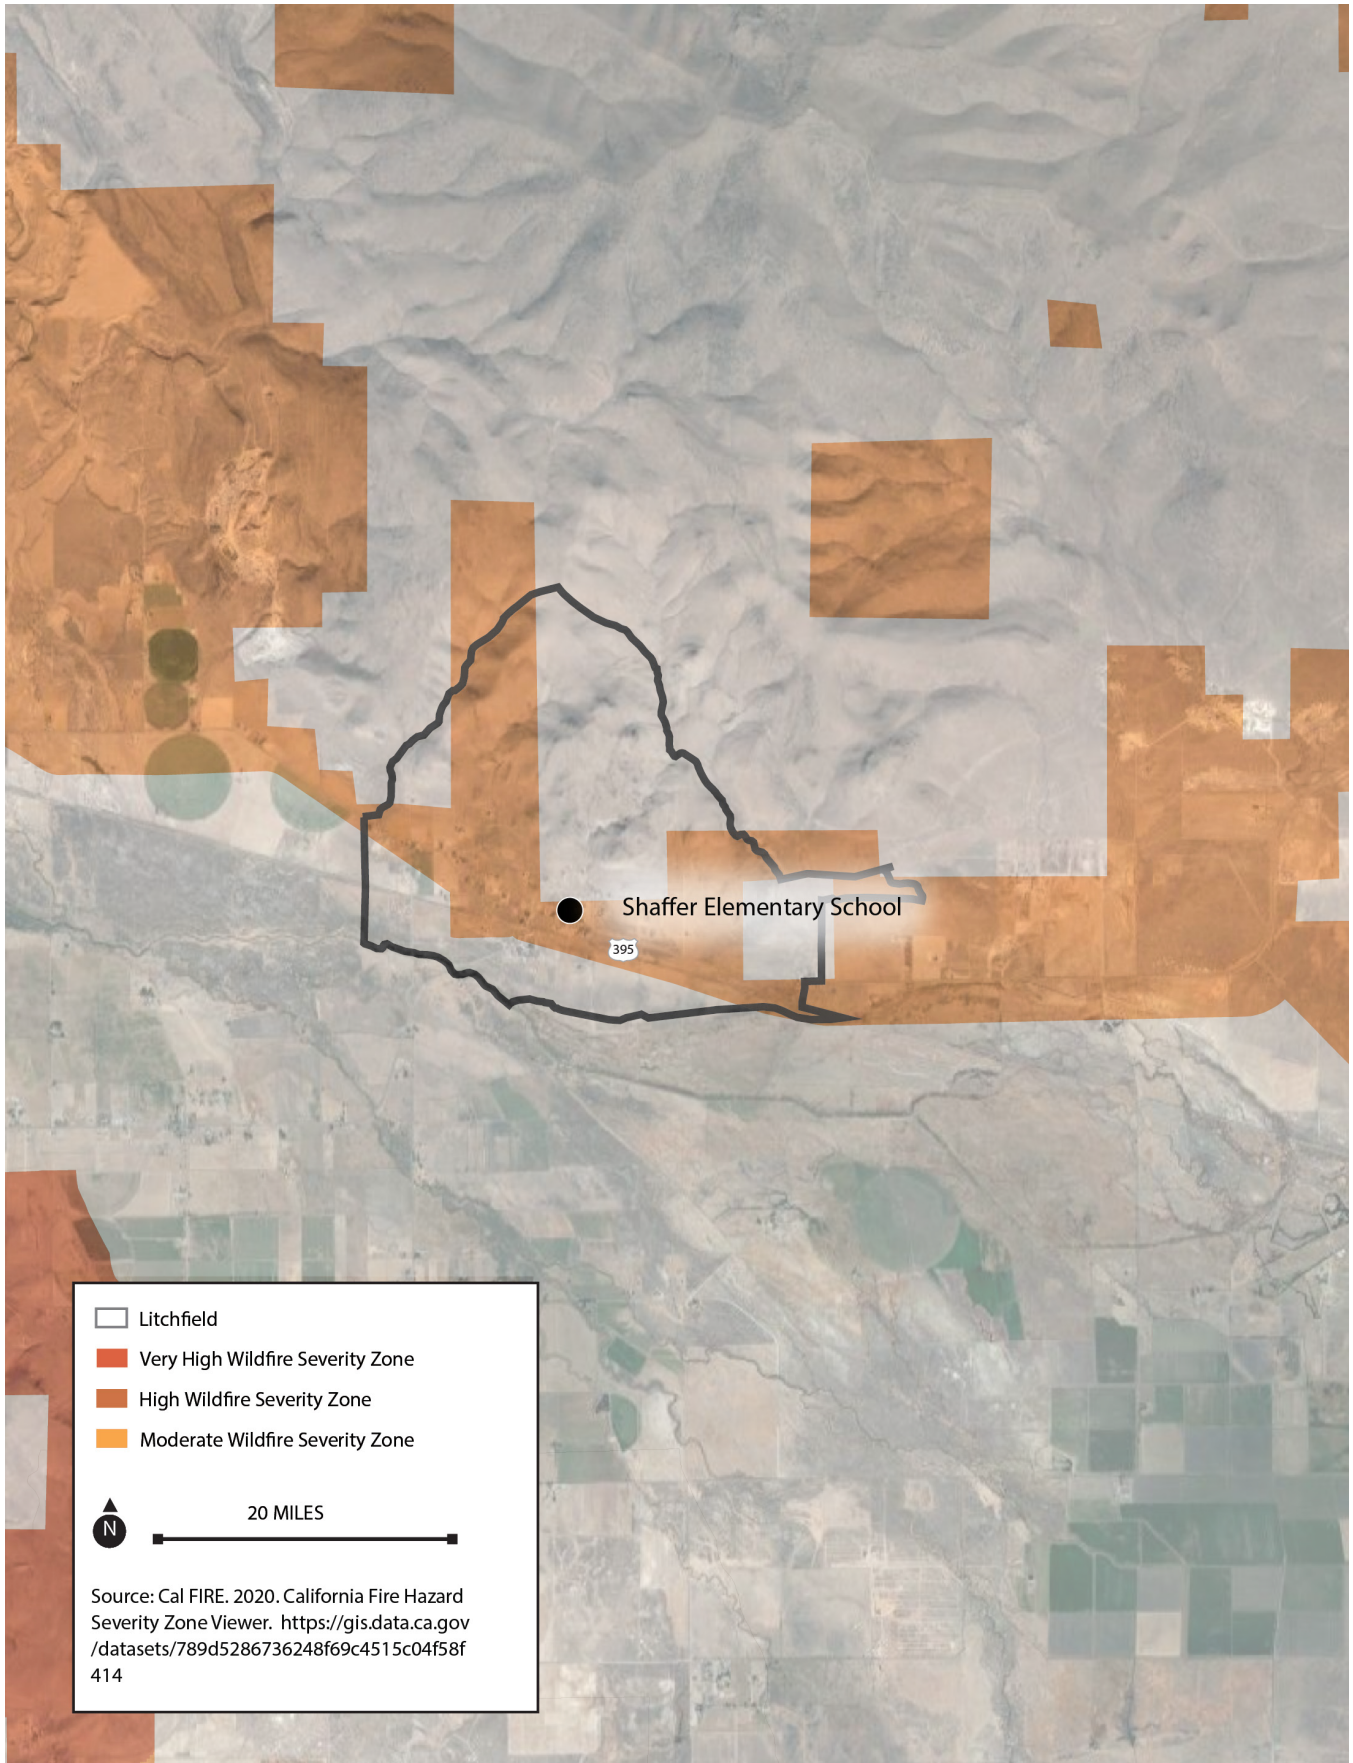 Shaffer Elementary School
395
Litchfield
Very High Wildfire Severity Zone
High Wildfire Severity Zone
Moderate Wildfire Severity Zone
20 MILES
N
Source: Cal FIRE. 2020. California Fire Hazard
Severity Zone Viewer. https://gis.data.ca.gov
/datasets/789d5286736248f69c4515c04f58f
414